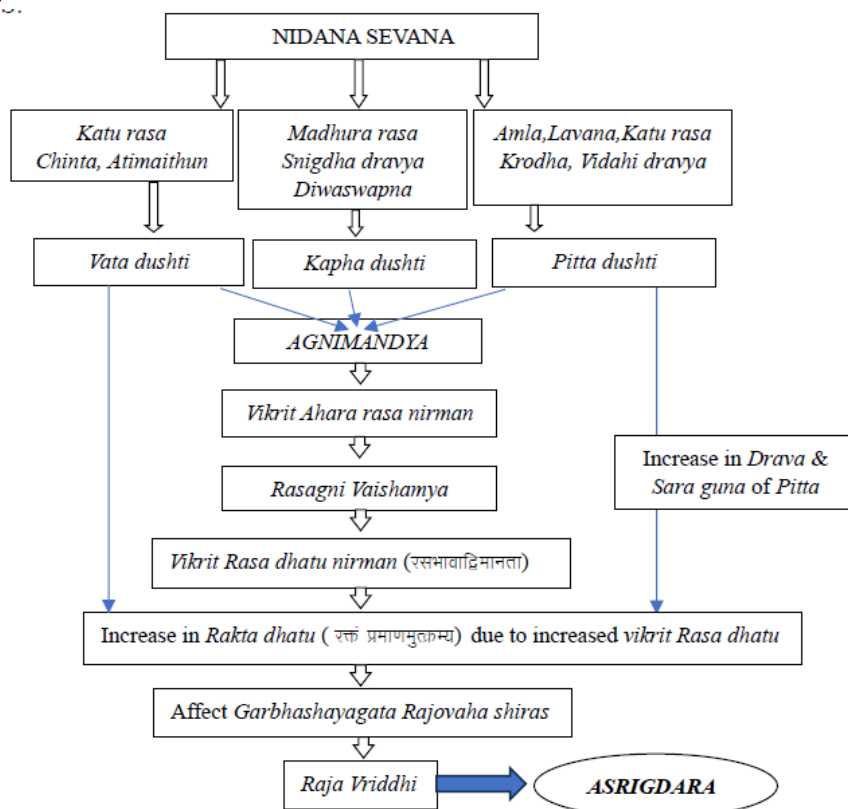 NIDANA SEVANA
Katu rasa
Chinta, Atimaithun
Madhura rasa
Snigdha dravya
Diwaswapna
Amla,Lavana,Katu rasa
Krodha, Vidahi dravya
Vata dushti
Kapha dushti
Pitta dushti
AGNIMANDYA
Vikrit Ahara rasa nirman
Increase in Drava &
Sara guna of Pitta
Rasagni Vaishamya
Vikrit Rasa dhatu nirman (रसभावाद्विमानता)
Increase in Rakta dhatu ( रक्तं प्रमाणमुत्क्रम्य) due to increased vikrit Rasa dhatu
Affect Garbhashayagata Rajovaha shiras
Raja Vriddhi
ASRIGDARA